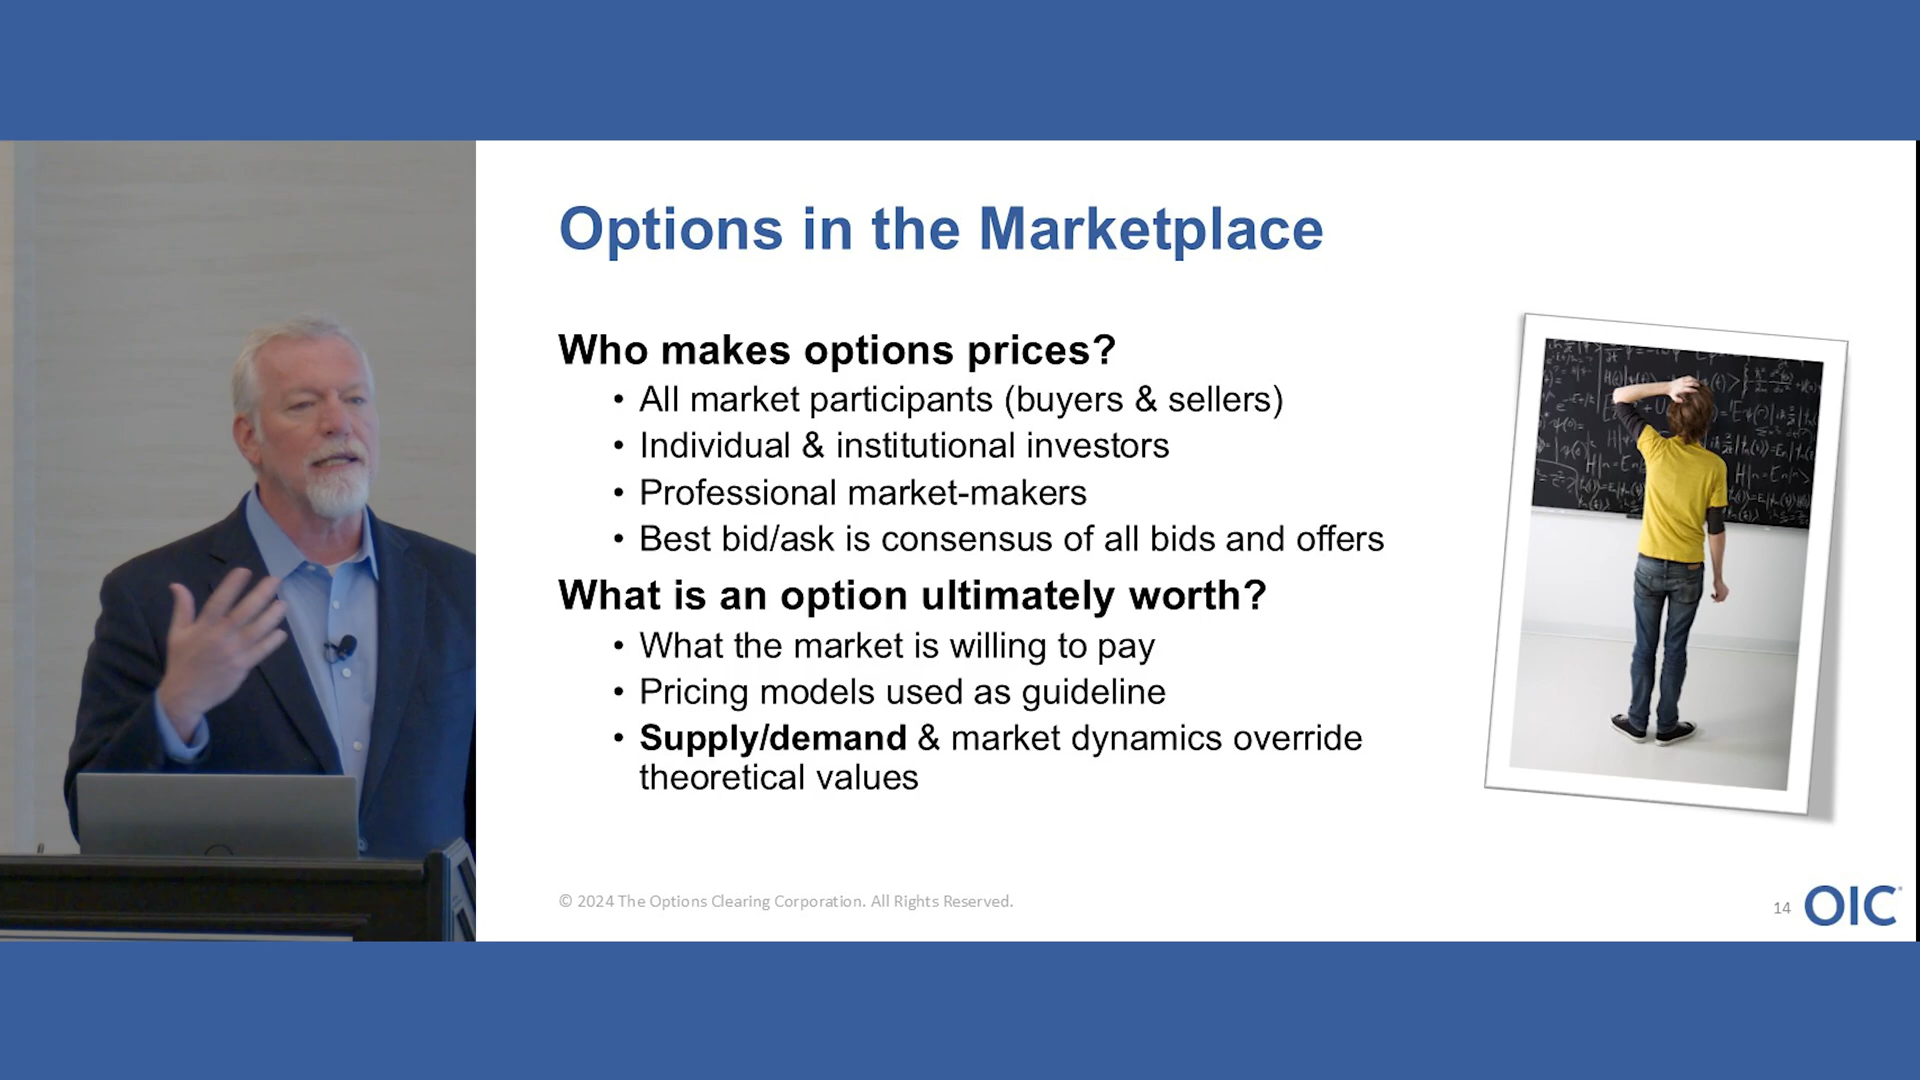 Options in the Marketplace
Who makes options prices?
• All market participants (buyers & sellers)
• Individual & institutional investors
• Professional market-makers
• Best bid/ask is consensus of all bids and offers
What is an option ultimately worth?
• What the market is willing to pay
• Pricing models used as guideline
• Supply/demand & market dynamics override
theoretical values
© 2024 The Options Clearing Corporation. All Rights Reserved.
14
OIC